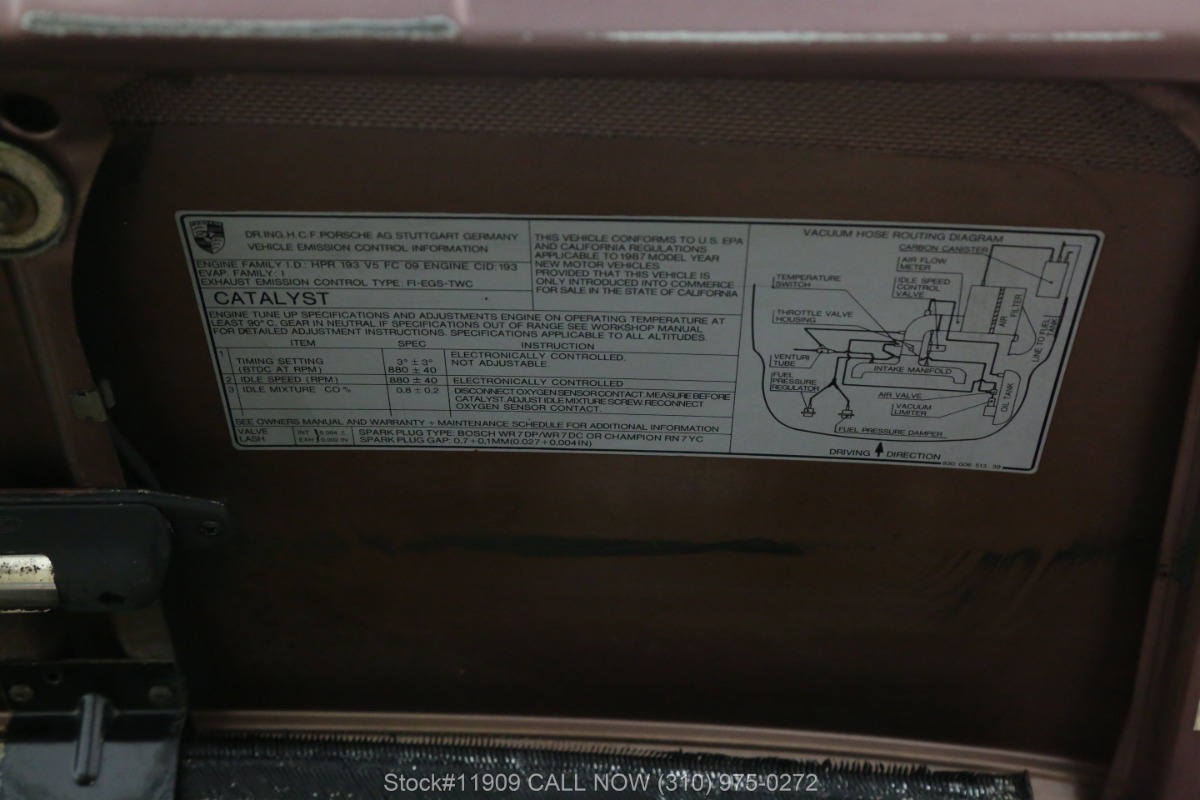 DR.ING.H.C.F.PORSCHE AG STUTTGART GERMANY
VEHICLE EMISSION CONTROL INFORMATION
ENGINE FAMILY I.D.: HPR 193 V5 FC 09 ENGINE CID:193
EVAP. FAMILY: I
EXHAUST EMISSION CONTROL TYPE: FI-EGS-TWC
CATALYST
THIS VEHICLE CONFORMS TO U.S. EPA
AND CALIFORNIA REGULATIONS
APPLICABLE TO 1987 MODEL YEAR
NEW MOTOR VEHICLES
PROVIDED THAT THIS VEHICLE IS
ONLY INTRODUCED INTO COMMERCE
FOR SALE IN THE STATE OF CALIFORNIA
ENGINE TUNE UP SPECIFICATIONS AND ADJUSTMENTS ENGINE ON OPERATING TEMPERATURE AT
LEAST 90° C. GEAR IN NEUTRAL IF SPECIFICATIONS OUT OF RANGE SEE WORKSHOP MANUAL
FOR DETAILED ADJUSTMENT INSTRUCTIONS. SPECIFICATIONS APPLICABLE TO ALL ALTITUDES.
ITEM SPEC INSTRUCTION
1 TIMING SETTING 3° ± 3° ELECTRONICALLY CONTROLLED.
(BTDC AT RPM) 880 ± 40 NOT ADJUSTABLE.
2 IDLE SPEED (RPM) 880 ± 40 ELECTRONICALLY CONTROLLED
3 IDLE MIXTURE CO % 0.8 ± 0.2 DISCONNECT OXYGEN SENSOR CONTACT. MEASURE BEFORE
CATALYST. ADJUST IDLE MIXTURE SCREW. RECONNECT
OXYGEN SENSOR CONTACT.
SEE OWNERS MANUAL AND WARRANTY + MAINTENANCE SCHEDULE FOR ADDITIONAL INFORMATION
VALVE
LASH
INT
EXH
SPARK PLUG TYPE: BOSCH WR7DP/WR7DC OR CHAMPION RN7YC
SPARK PLUG GAP: 0,7+0,1MM(0.027+0,004IN)
VACUUM HOSE ROUTING DIAGRAM
CARBON CANISTER
AIR FLOW
METER
TEMPERATURE
SWITCH
IDLE SPEED
CONTROL
VALVE
AIR FILTER
LINE TO FUEL
TANK
THROTTLE VALVE
HOUSING
VENTURI
TUBE
INTAKE MANIFOLD
FUEL
PRESSURE
REGULATOR
AIR VALVE
OIL TANK
VACUUM
LIMITER
FUEL PRESSURE DAMPER
DRIVING DIRECTION
Stock#11909 CALL NOW (310) 975-0272